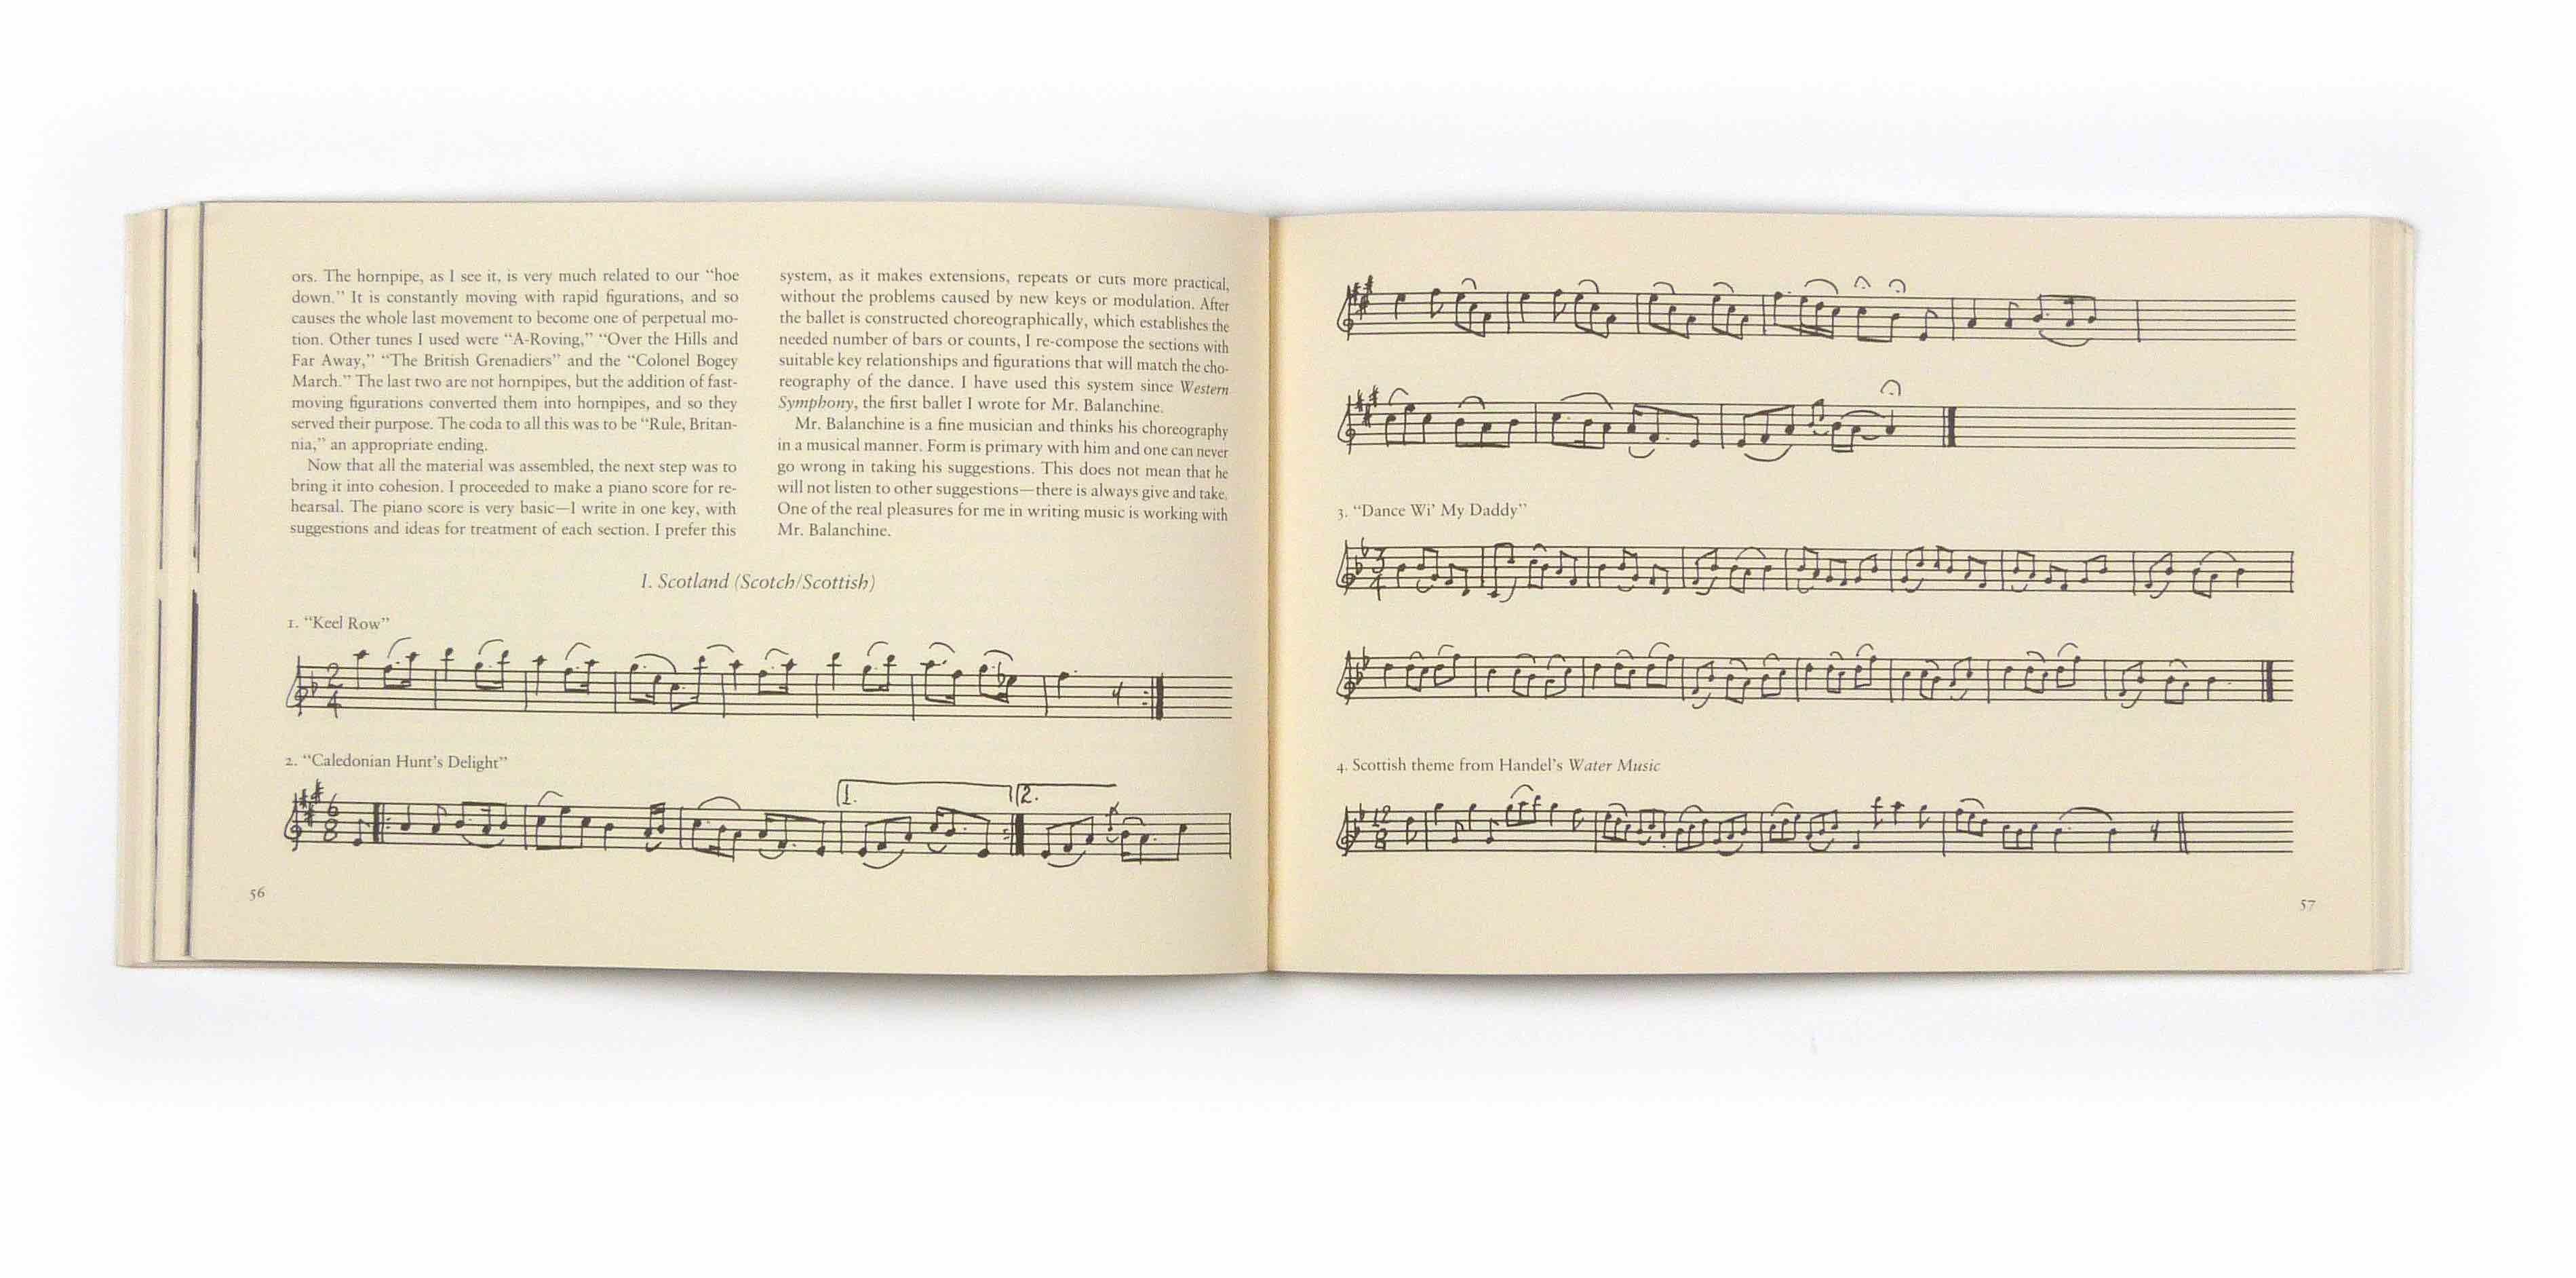 ors. The hornpipe, as I see it, is very much related to our “hoe
down.” It is constantly moving with rapid figurations, and so
causes the whole last movement to become one of perpetual mo-
tion. Other tunes I used were “A-Roving,” “Over the Hills and
Far Away,” “The British Grenadiers” and the “Colonel Bogey
March.” The last two are not hornpipes, but the addition of fast-
moving figurations converted them into hornpipes, and so they
served their purpose. The coda to all this was to be “Rule, Britan-
nia,” an appropriate ending.
Now that all the material was assembled, the next step was to
bring it into cohesion. I proceeded to make a piano score for re-
hearsal. The piano score is very basic—I write in one key, with
suggestions and ideas for treatment of each section. I prefer this
system, as it makes extensions, repeats or cuts more practical,
without the problems caused by new keys or modulation. After
the ballet is constructed choreographically, which establishes the
needed number of bars or counts, I re-compose the sections with
suitable key relationships and figurations that will match the cho-
reography of the dance. I have used this system since Western
Symphony, the first ballet I wrote for Mr. Balanchine.
Mr. Balanchine is a fine musician and thinks his choreography
in a musical manner. Form is primary with him and one can never
go wrong in taking his suggestions. This does not mean that he
will not listen to other suggestions—there is always give and take.
One of the real pleasures for me in writing music is working with
Mr. Balanchine.
I. Scotland (Scotch/Scottish)
1. “Keel Row”
2
4
2. “Caledonian Hunt’s Delight”
6
8
1.
2.
56
3. “Dance Wi’ My Daddy”
3
4
4. Scottish theme from Handel’s Water Music
12
8
57